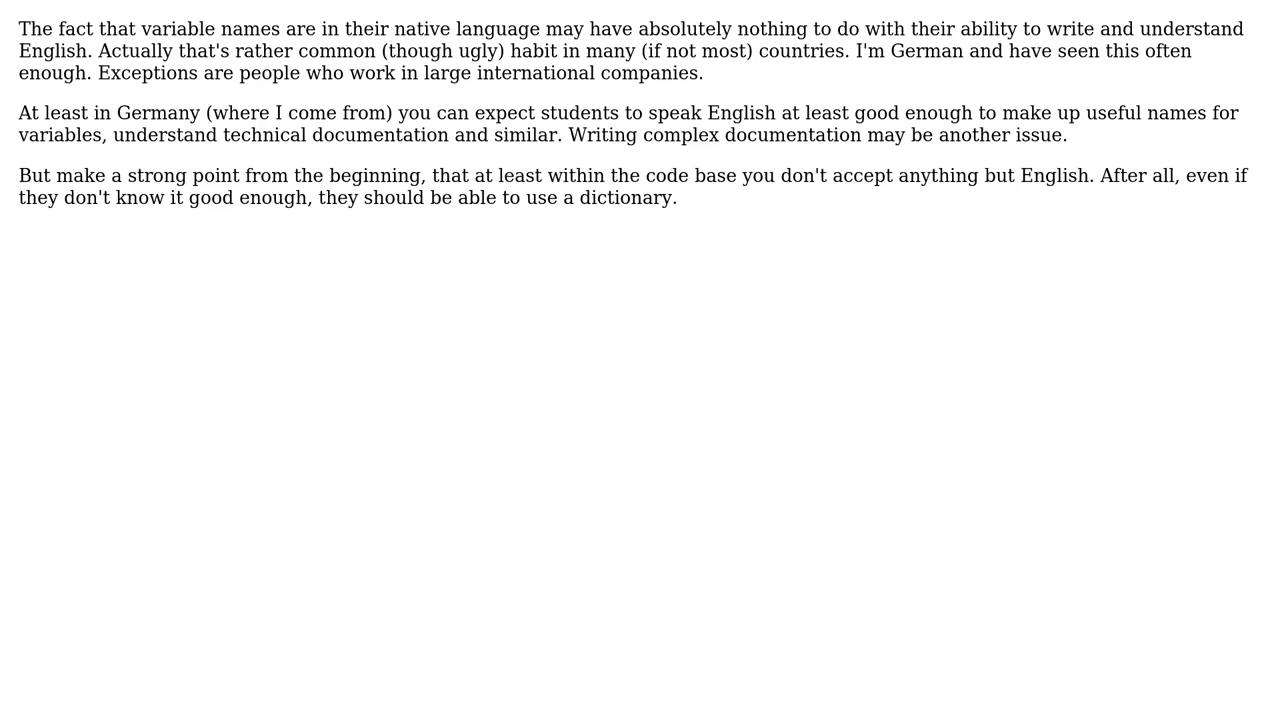 The fact that variable names are in their native language may have absolutely nothing to do with their ability to write and understand
English. Actually that's rather common (though ugly) habit in many (if not most) countries. I'm German and have seen this often
enough. Exceptions are people who work in large international companies.
At least in Germany (where I come from) you can expect students to speak English at least good enough to make up useful names for
variables, understand technical documentation and similar. Writing complex documentation may be another issue.
But make a strong point from the beginning, that at least within the code base you don't accept anything but English. After all, even if
they don't know it good enough, they should be able to use a dictionary.